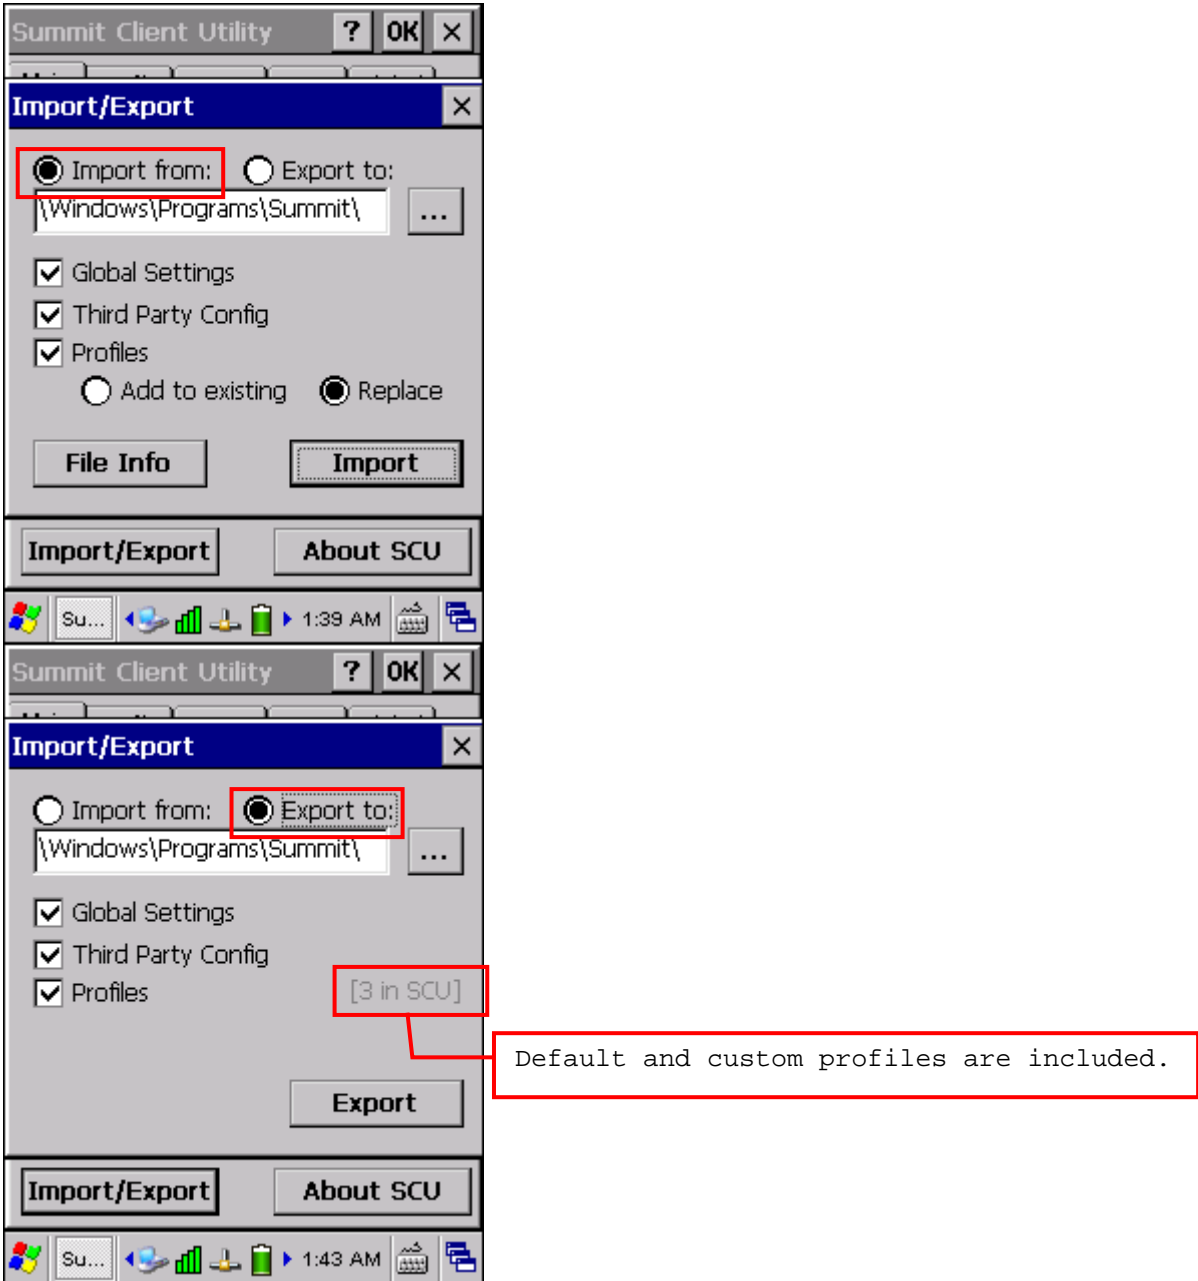 Summit Client Utility ? OK ×
Import/Export ×
Import from: Export to:
\Windows\Programs\Summit\ ...
Global Settings
Third Party Config
Profiles
Add to existing Replace
File Info Import
Import/Export About SCU
Su... 1:39 AM
Summit Client Utility ? OK ×
Import/Export ×
Import from: Export to:
\Windows\Programs\Summit\ ...
Global Settings
Third Party Config
Profiles [3 in SCU]
Default and custom profiles are included.
Export
Import/Export About SCU
Su... 1:43 AM